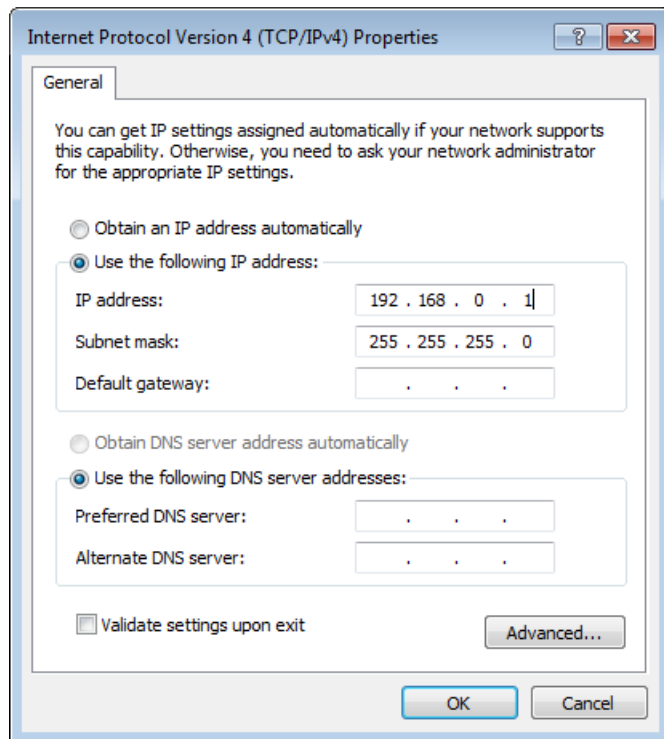 Internet Protocol Version 4 (TCP/IPv4) Properties
?
General
You can get IP settings assigned automatically if your network supports
this capability. Otherwise, you need to ask your network administrator
for the appropriate IP settings.
Obtain an IP address automatically
Use the following IP address:
IP address: 192 . 168 . 0 . 1
Subnet mask: 255 . 255 . 255 . 0
Default gateway: . . .
Obtain DNS server address automatically
Use the following DNS server addresses:
Preferred DNS server: . . .
Alternate DNS server: . . .
Validate settings upon exit
Advanced...
OK Cancel